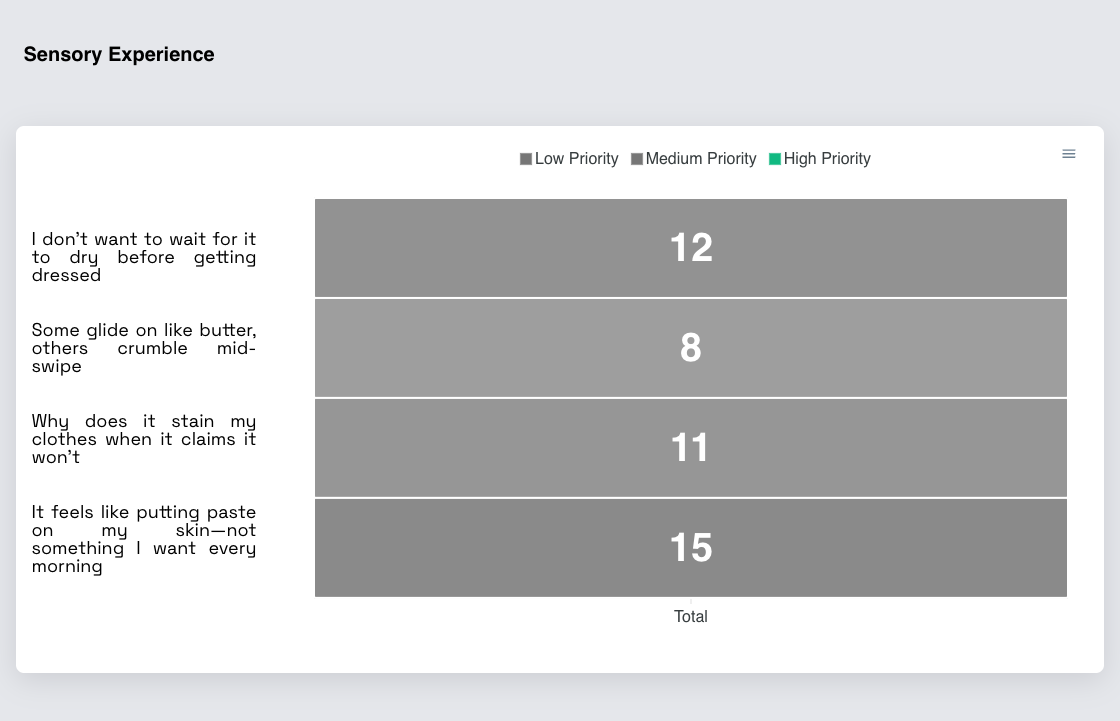 Sensory Experience
Low Priority Medium Priority High Priority
I don't want to wait for it
to dry before getting
dressed
12
Some glide on like butter,
others crumble mid-
swipe
8
Why does it stain my
clothes when it claims it
won't
11
It feels like putting paste
on my skin—not
something I want every
morning
15
Total